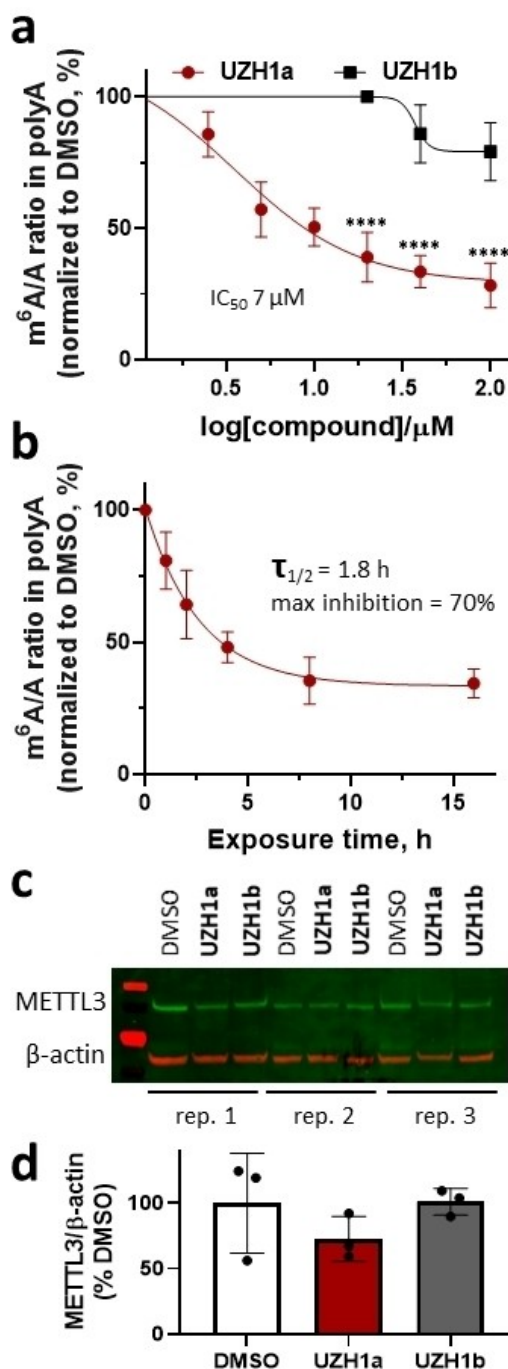 a
UZH1a UZH1b
m⁶A/A ratio in polyA
(normalized to DMSO, %)
100
50
0
**** **** ****
IC₅₀ 7 µM
0.5 1.0 1.5 2.0
log[compound]/µM
b
m⁶A/A ratio in polyA
(normalized to DMSO, %)
100
50
0
τ₁/₂ = 1.8 h
max inhibition = 70%
0 5 10 15
Exposure time, h
c
DMSO UZH1a UZH1b DMSO UZH1a UZH1b DMSO UZH1a UZH1b
METTL3
β-actin
rep. 1 rep. 2 rep. 3
d
METTL3/β-actin
(% DMSO)
100
50
0
DMSO UZH1a UZH1b